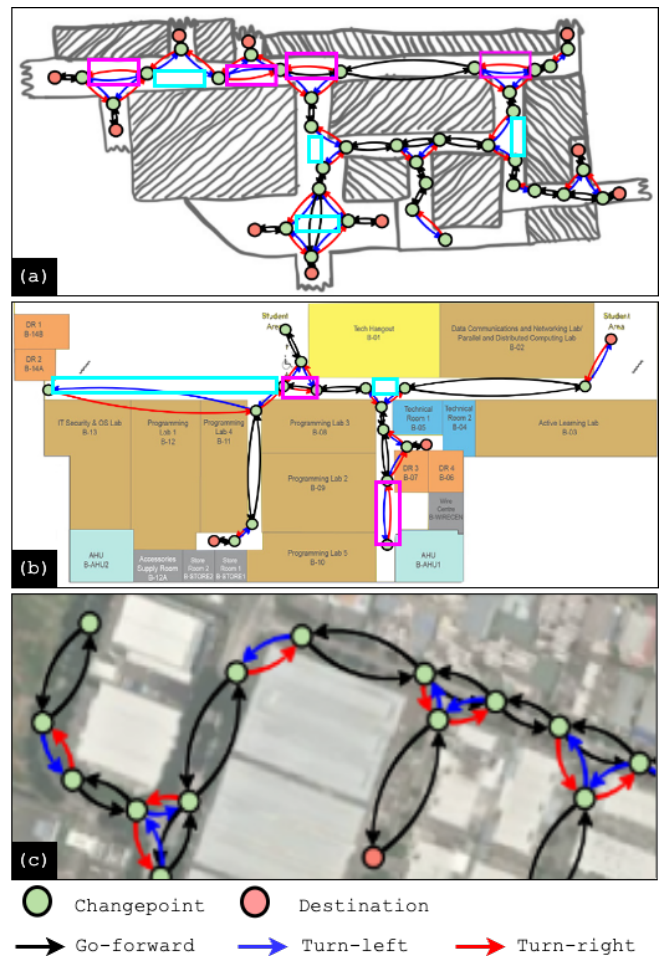 (a)
Student
Area
Tech Hangout
B-01
Data Communications and Networking Lab/
Parallel and Distributed Computing Lab
B-02
Student
Area
DR 1
B-14B
DR 2
B-14A
IT Security & OS Lab
B-13
Programming
Lab 1
B-12
Programming
Lab 4
B-11
Programming Lab 3
B-08
Technical
Room 1
B-05
Technical
Room 2
B-04
Active Learning Lab
B-03
Programming Lab 2
B-09
DR 3
B-07
DR 4
B-06
Wire
Centre
B-WIRECEN
AHU
B-AHU2
Accessories
Supply Room
B-12A
Store
Room 2
B-STORE2
Store
Room 1
B-STORE1
Programming Lab 5
B-10
AHU
B-AHU1
(b)
(c)
Changepoint
Destination
Go-forward
Turn-left
Turn-right